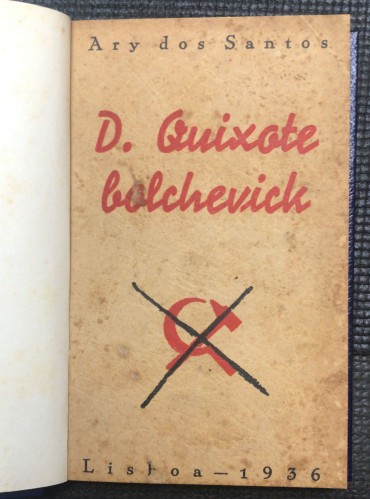 Ary dos Santos
D. Quixote
bolchevick
Lisboa — 1936